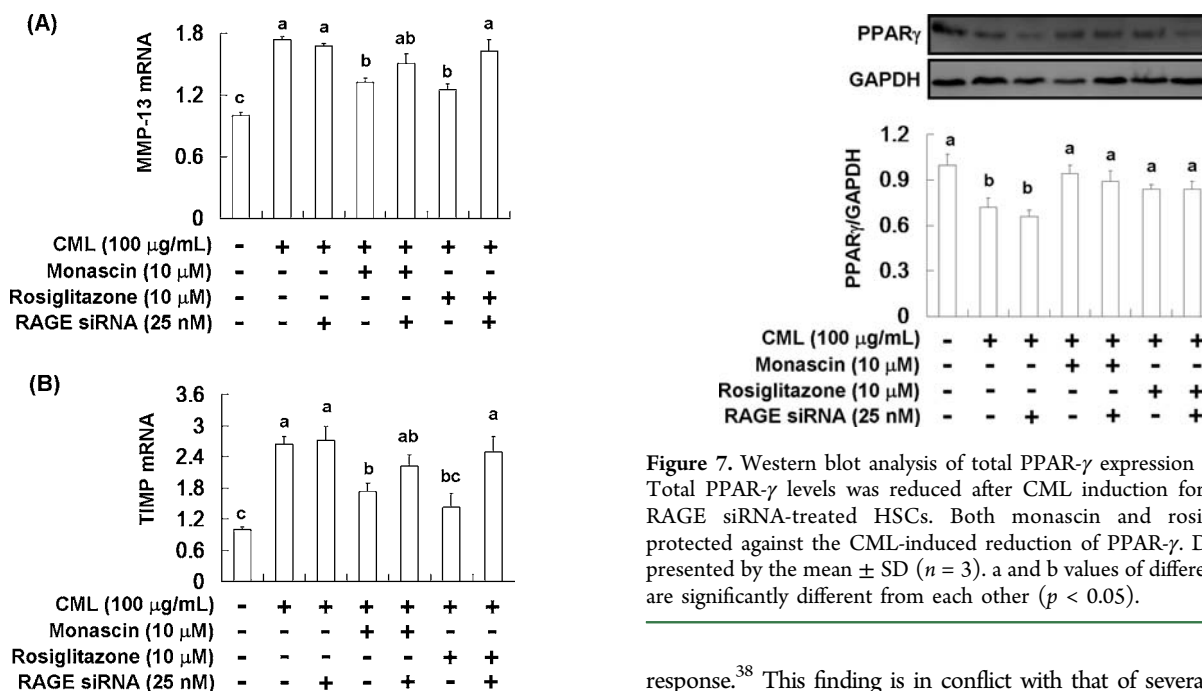 (A)
MMP-13 mRNA
1.8
1.2
0.6
0
c a a b ab b a
CML (100 μg/mL) - + + + + + +
Monascin (10 μM) - - - + + - -
Rosiglitazone (10 μM) - - - - - + +
RAGE siRNA (25 nM) - - + - + - +
(B)
TIMP mRNA
3.6
3
2.4
1.8
1.2
0.6
0
c a a b ab bc a
CML (100 μg/mL) - + + + + + +
Monascin (10 μM) - - - + + - -
Rosiglitazone (10 μM) - - - - - + +
RAGE siRNA (25 nM) - - + - + - +
PPARγ
GAPDH
PPARγ/GAPDH
1.2
0.9
0.6
0.3
0
a b b a a a a
CML (100 μg/mL) - + + + + + +
Monascin (10 μM) - - - + + - -
Rosiglitazone (10 μM) - - - - - + +
RAGE siRNA (25 nM) - - + - + - +
Figure 7. Western blot analysis of total PPAR-γ expression
Total PPAR-γ levels was reduced after CML induction for
RAGE siRNA-treated HSCs. Both monascin and rosi
protected against the CML-induced reduction of PPAR-γ. D
presented by the mean ± SD (n = 3). a and b values of differe
are significantly different from each other (p < 0.05).
response.38 This finding is in conflict with that of severa